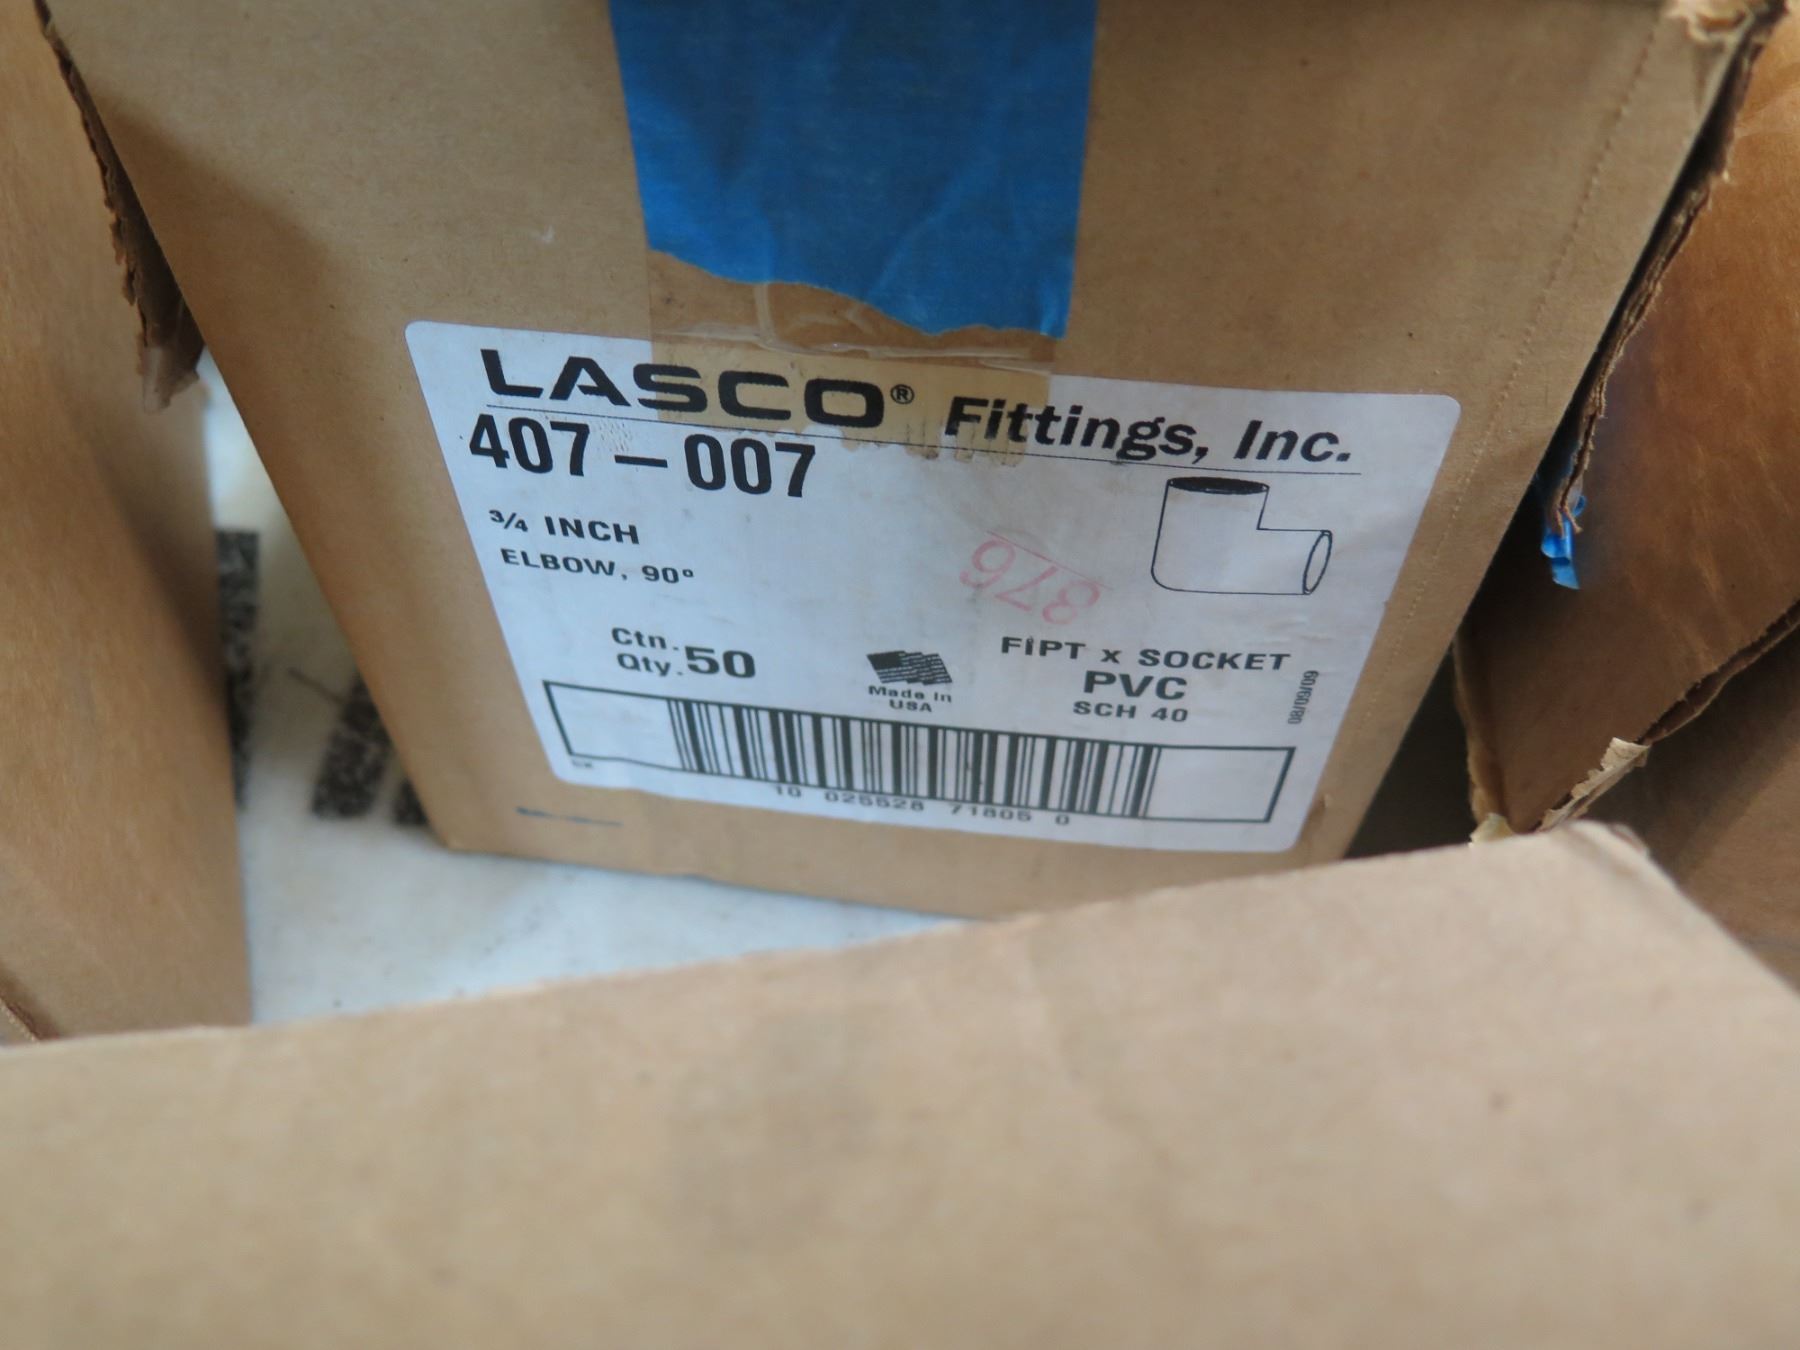 LASCO® Fittings, Inc.
407-007
3/4 INCH
ELBOW, 90°
876
Ctn.
Qty. 50
Made in
USA
FIPT x SOCKET
PVC
SCH 40
10 025528 71805 0